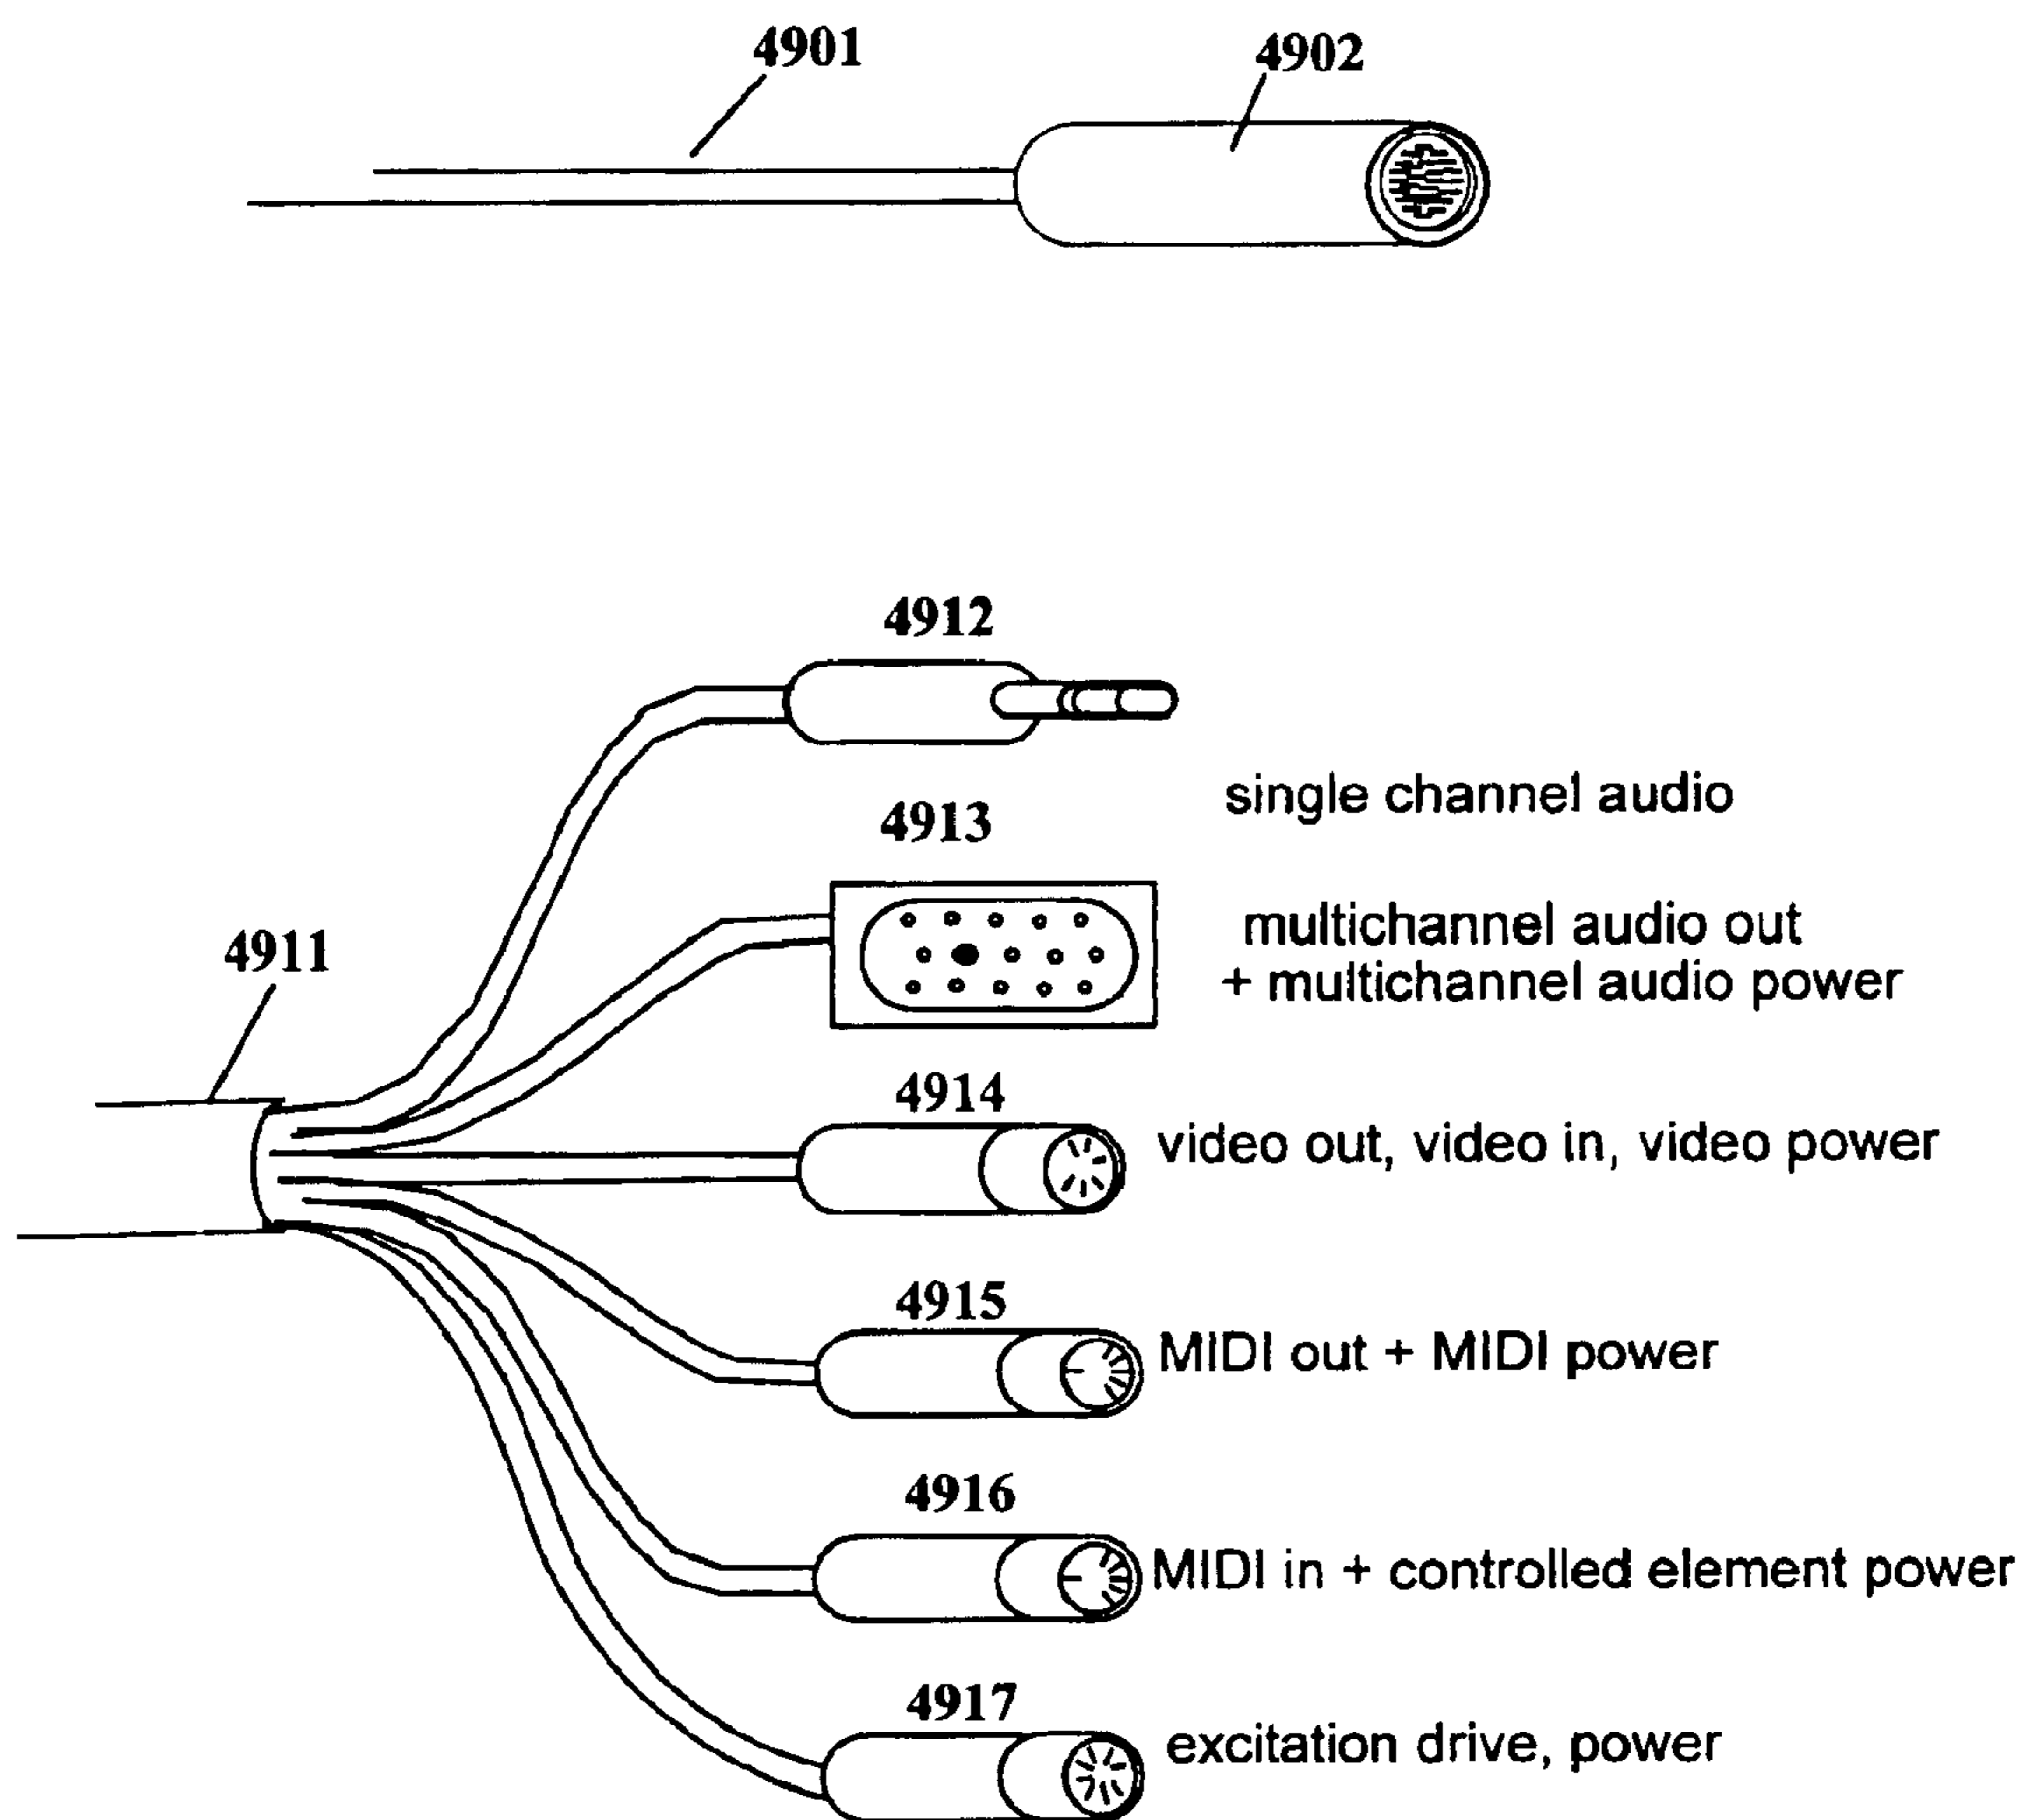 4901
4902
4912
single channel audio
4913
multichannel audio out
+ multichannel audio power
4911
4914
video out, video in, video power
4915
MIDI out + MIDI power
4916
MIDI in + controlled element power
4917
excitation drive, power